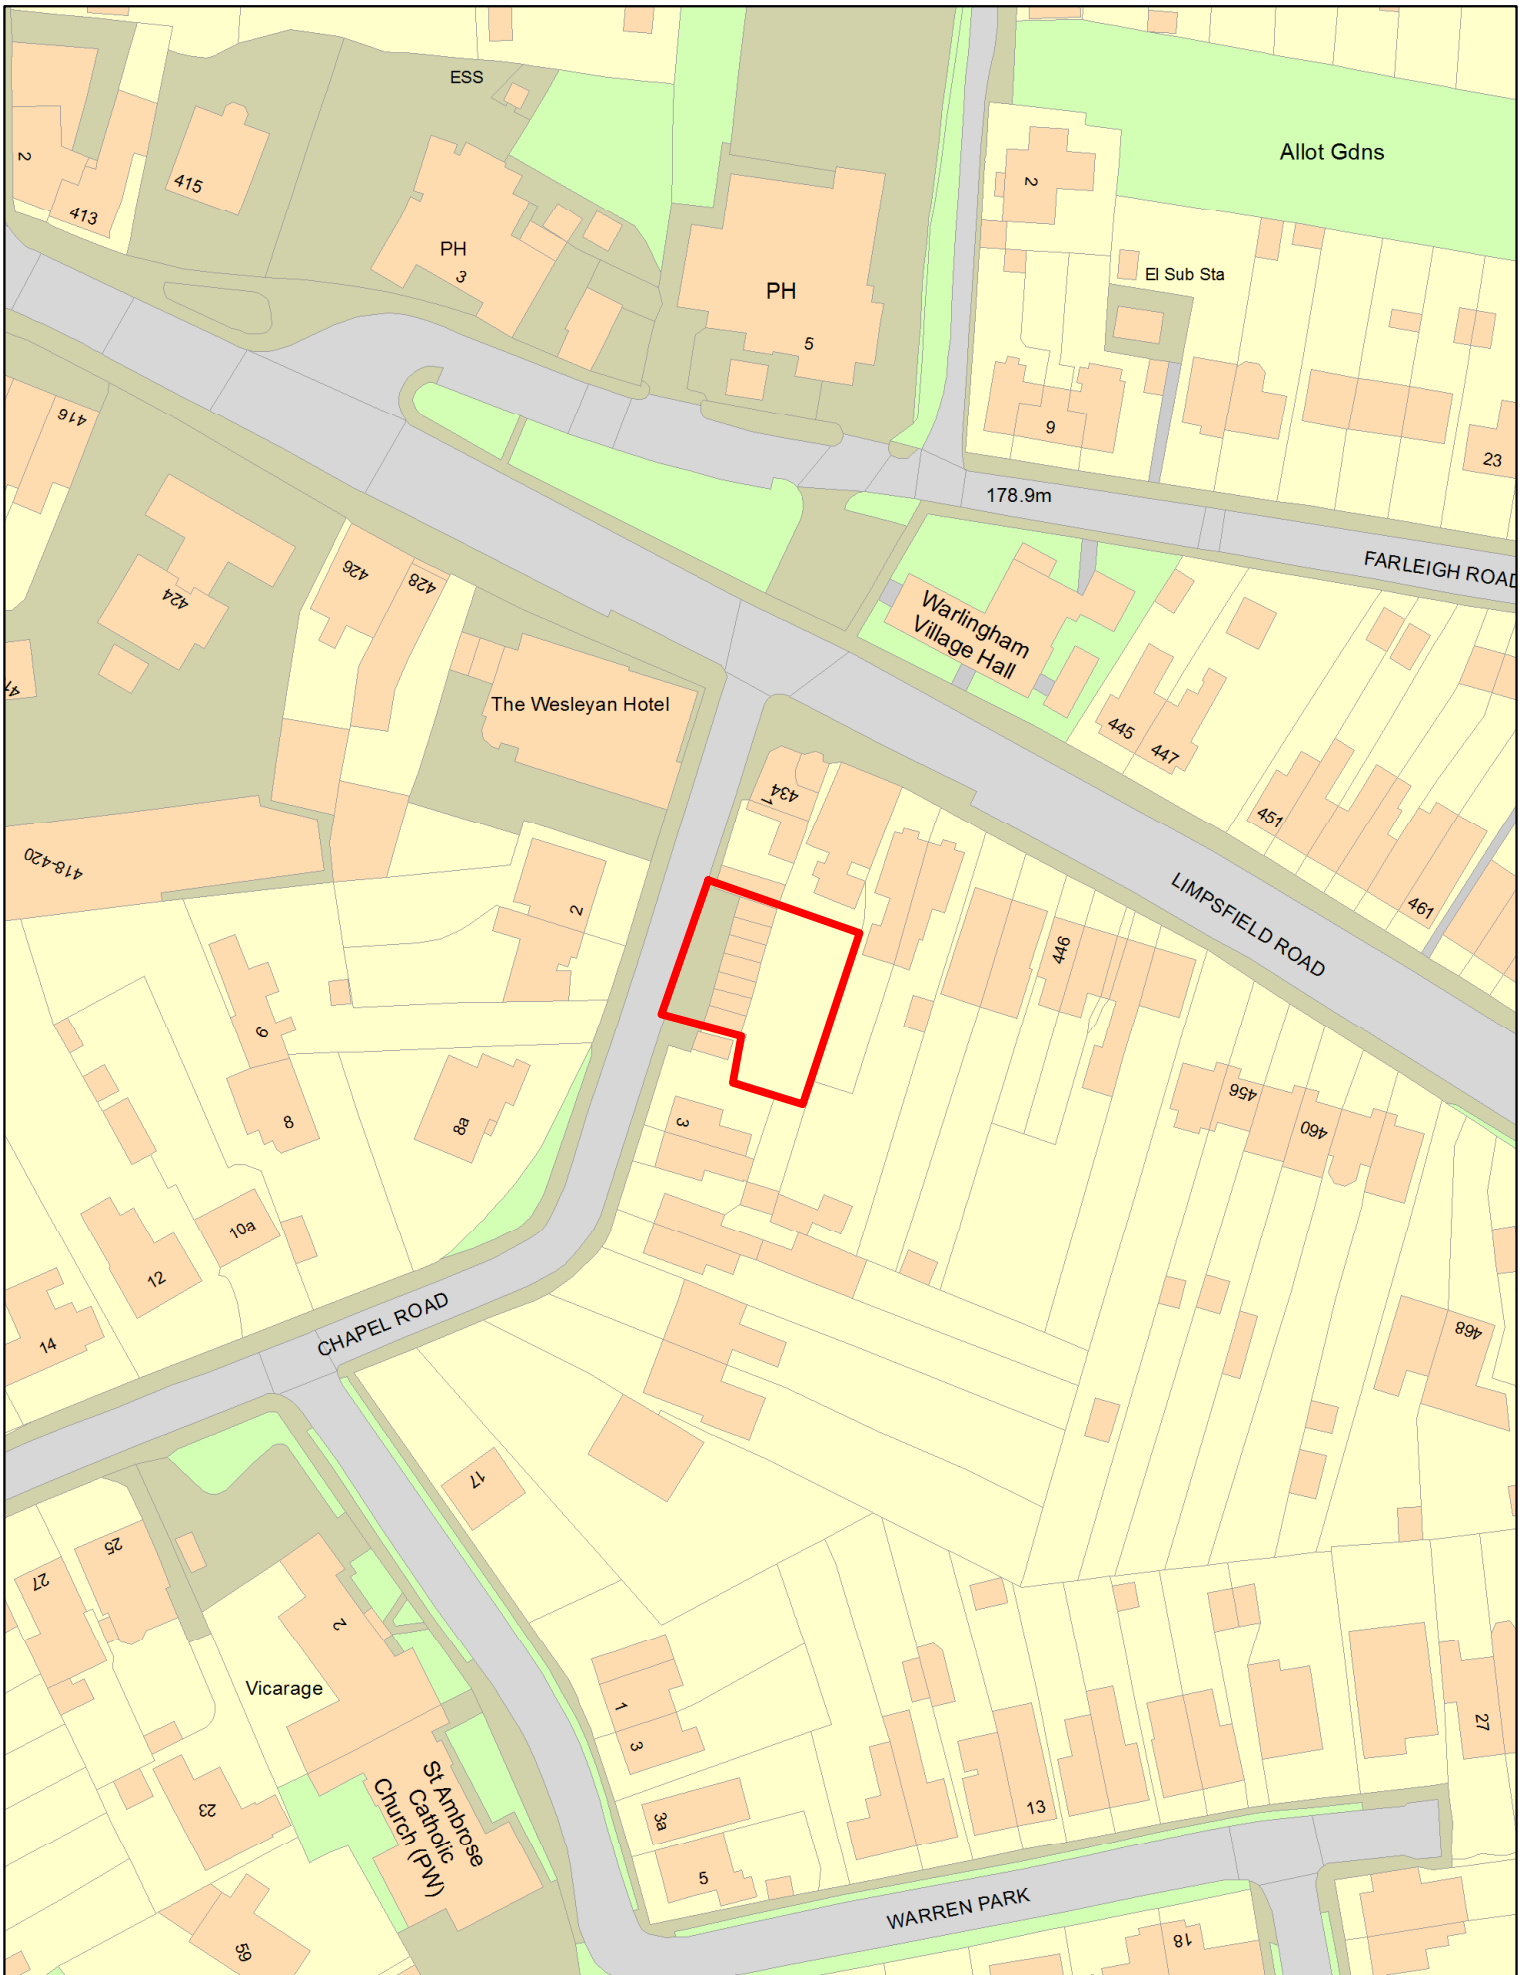 ESS
Allot Gdns
2
415
413
2
PH
3
PH
5
El Sub Sta
416
9
23
178.9m
FARLEIGH ROAD
426
428
424
Warlingham
Village Hall
41
The Wesleyan Hotel
445
447
434
1
451
418-420
LIMPSFIELD ROAD
461
2
446
6
8
8a
3
456
460
10a
12
14
CHAPEL ROAD
468
17
25
27
2
Vicarage
1
3
27
23
St Ambrose
Catholic
Church (PW)
3a
13
5
WARREN PARK
59
18